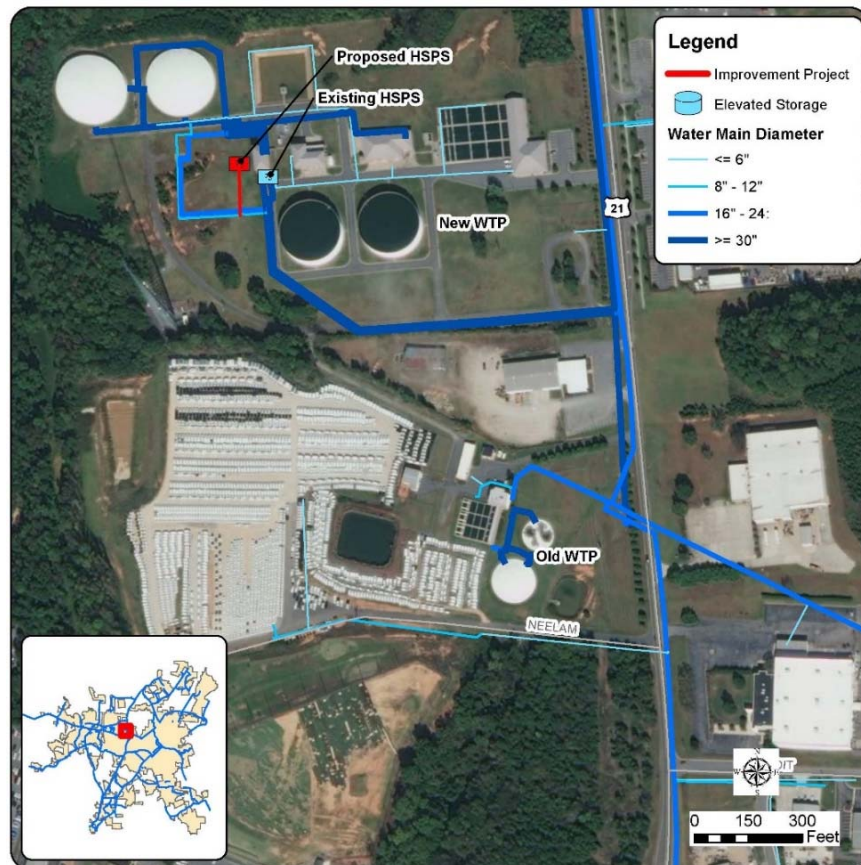 Proposed HSPS
Existing HSPS
New WTP
21
Old WTP
NEELAM
Legend
Improvement Project
Elevated Storage
Water Main Diameter
<= 6"
8" - 12"
16" - 24:
>= 30"
N
W
E
S
150
0
150
300
Feet